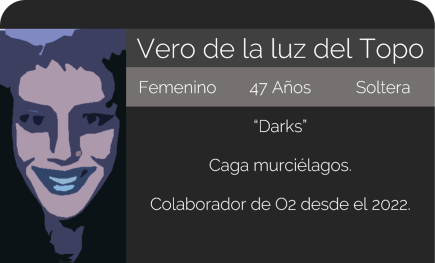 Vero de la luz del Topo
Femenino 47 Años Soltera
“Darks”
Caga murciélagos.
Colaborador de O2 desde el 2022.